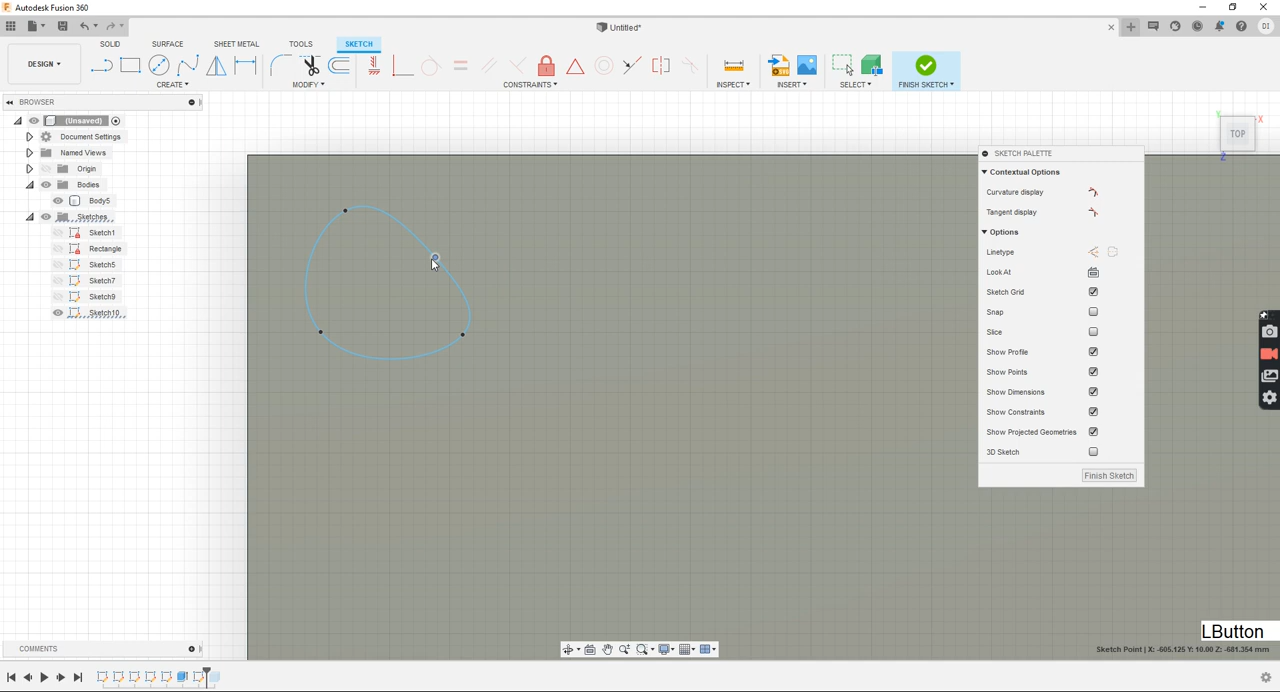 Autodesk Fusion 360
Untitled*
DI
SOLID SURFACE SHEET METAL TOOLS SKETCH
DESIGN
CREATE MODIFY CONSTRAINTS INSPECT INSERT SELECT FINISH SKETCH
BROWSER
(Unsaved)
Document Settings
Named Views
Origin
Bodies
Body5
Sketches
Sketch1
Rectangle
Sketch5
Sketch7
Sketch9
Sketch10
Y
X
TOP
Z
SKETCH PALETTE
Contextual Options
Curvature display
Tangent display
Options
Linetype
Look At
Sketch Grid
Snap
Slice
Show Profile
Show Points
Show Dimensions
Show Constraints
Show Projected Geometries
3D Sketch
Finish Sketch
LButton
COMMENTS
Sketch Point | X: -605.125 Y: 10.00 Z: -681.354 mm